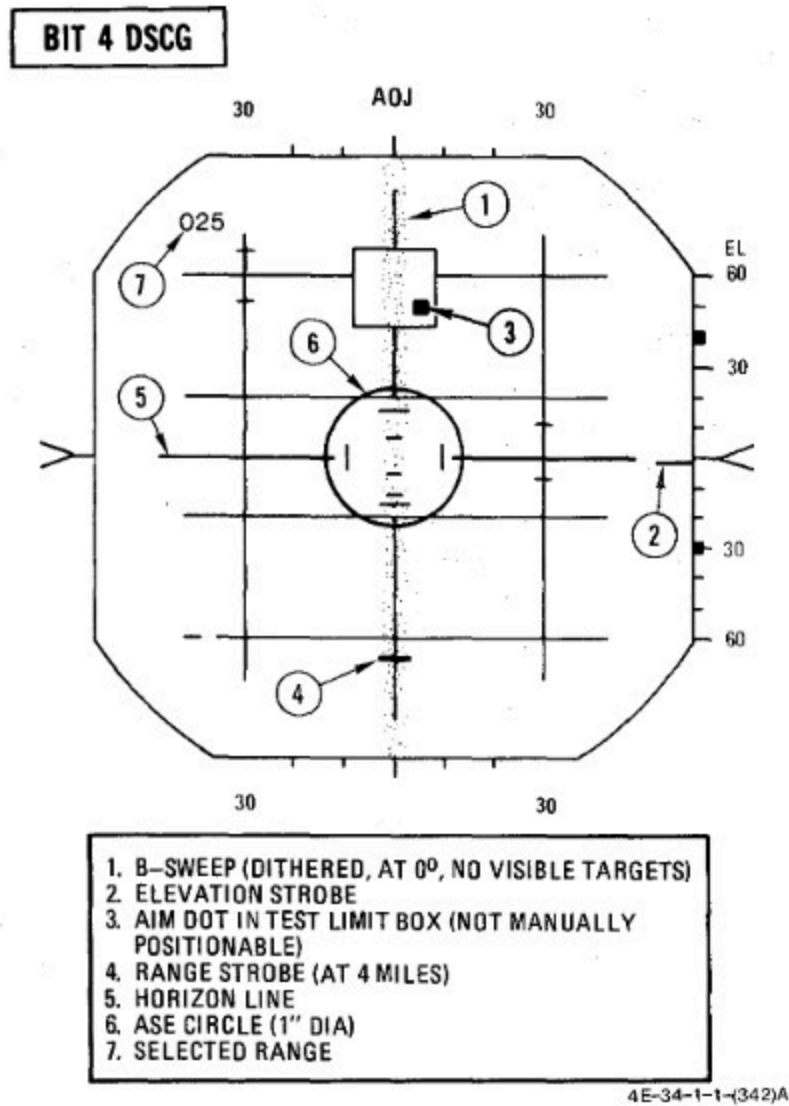 BIT 4 DSCG
30 AOJ 30
1
025
7
EL
60
3
6
30
5
2
30
60
4
30 30
1. B–SWEEP (DITHERED, AT 0º, NO VISIBLE TARGETS)
2. ELEVATION STROBE
3. AIM DOT IN TEST LIMIT BOX (NOT MANUALLY
POSITIONABLE)
4. RANGE STROBE (AT 4 MILES)
5. HORIZON LINE
6. ASE CIRCLE (1" DIA)
7. SELECTED RANGE
4E-34-1-1-(342)A